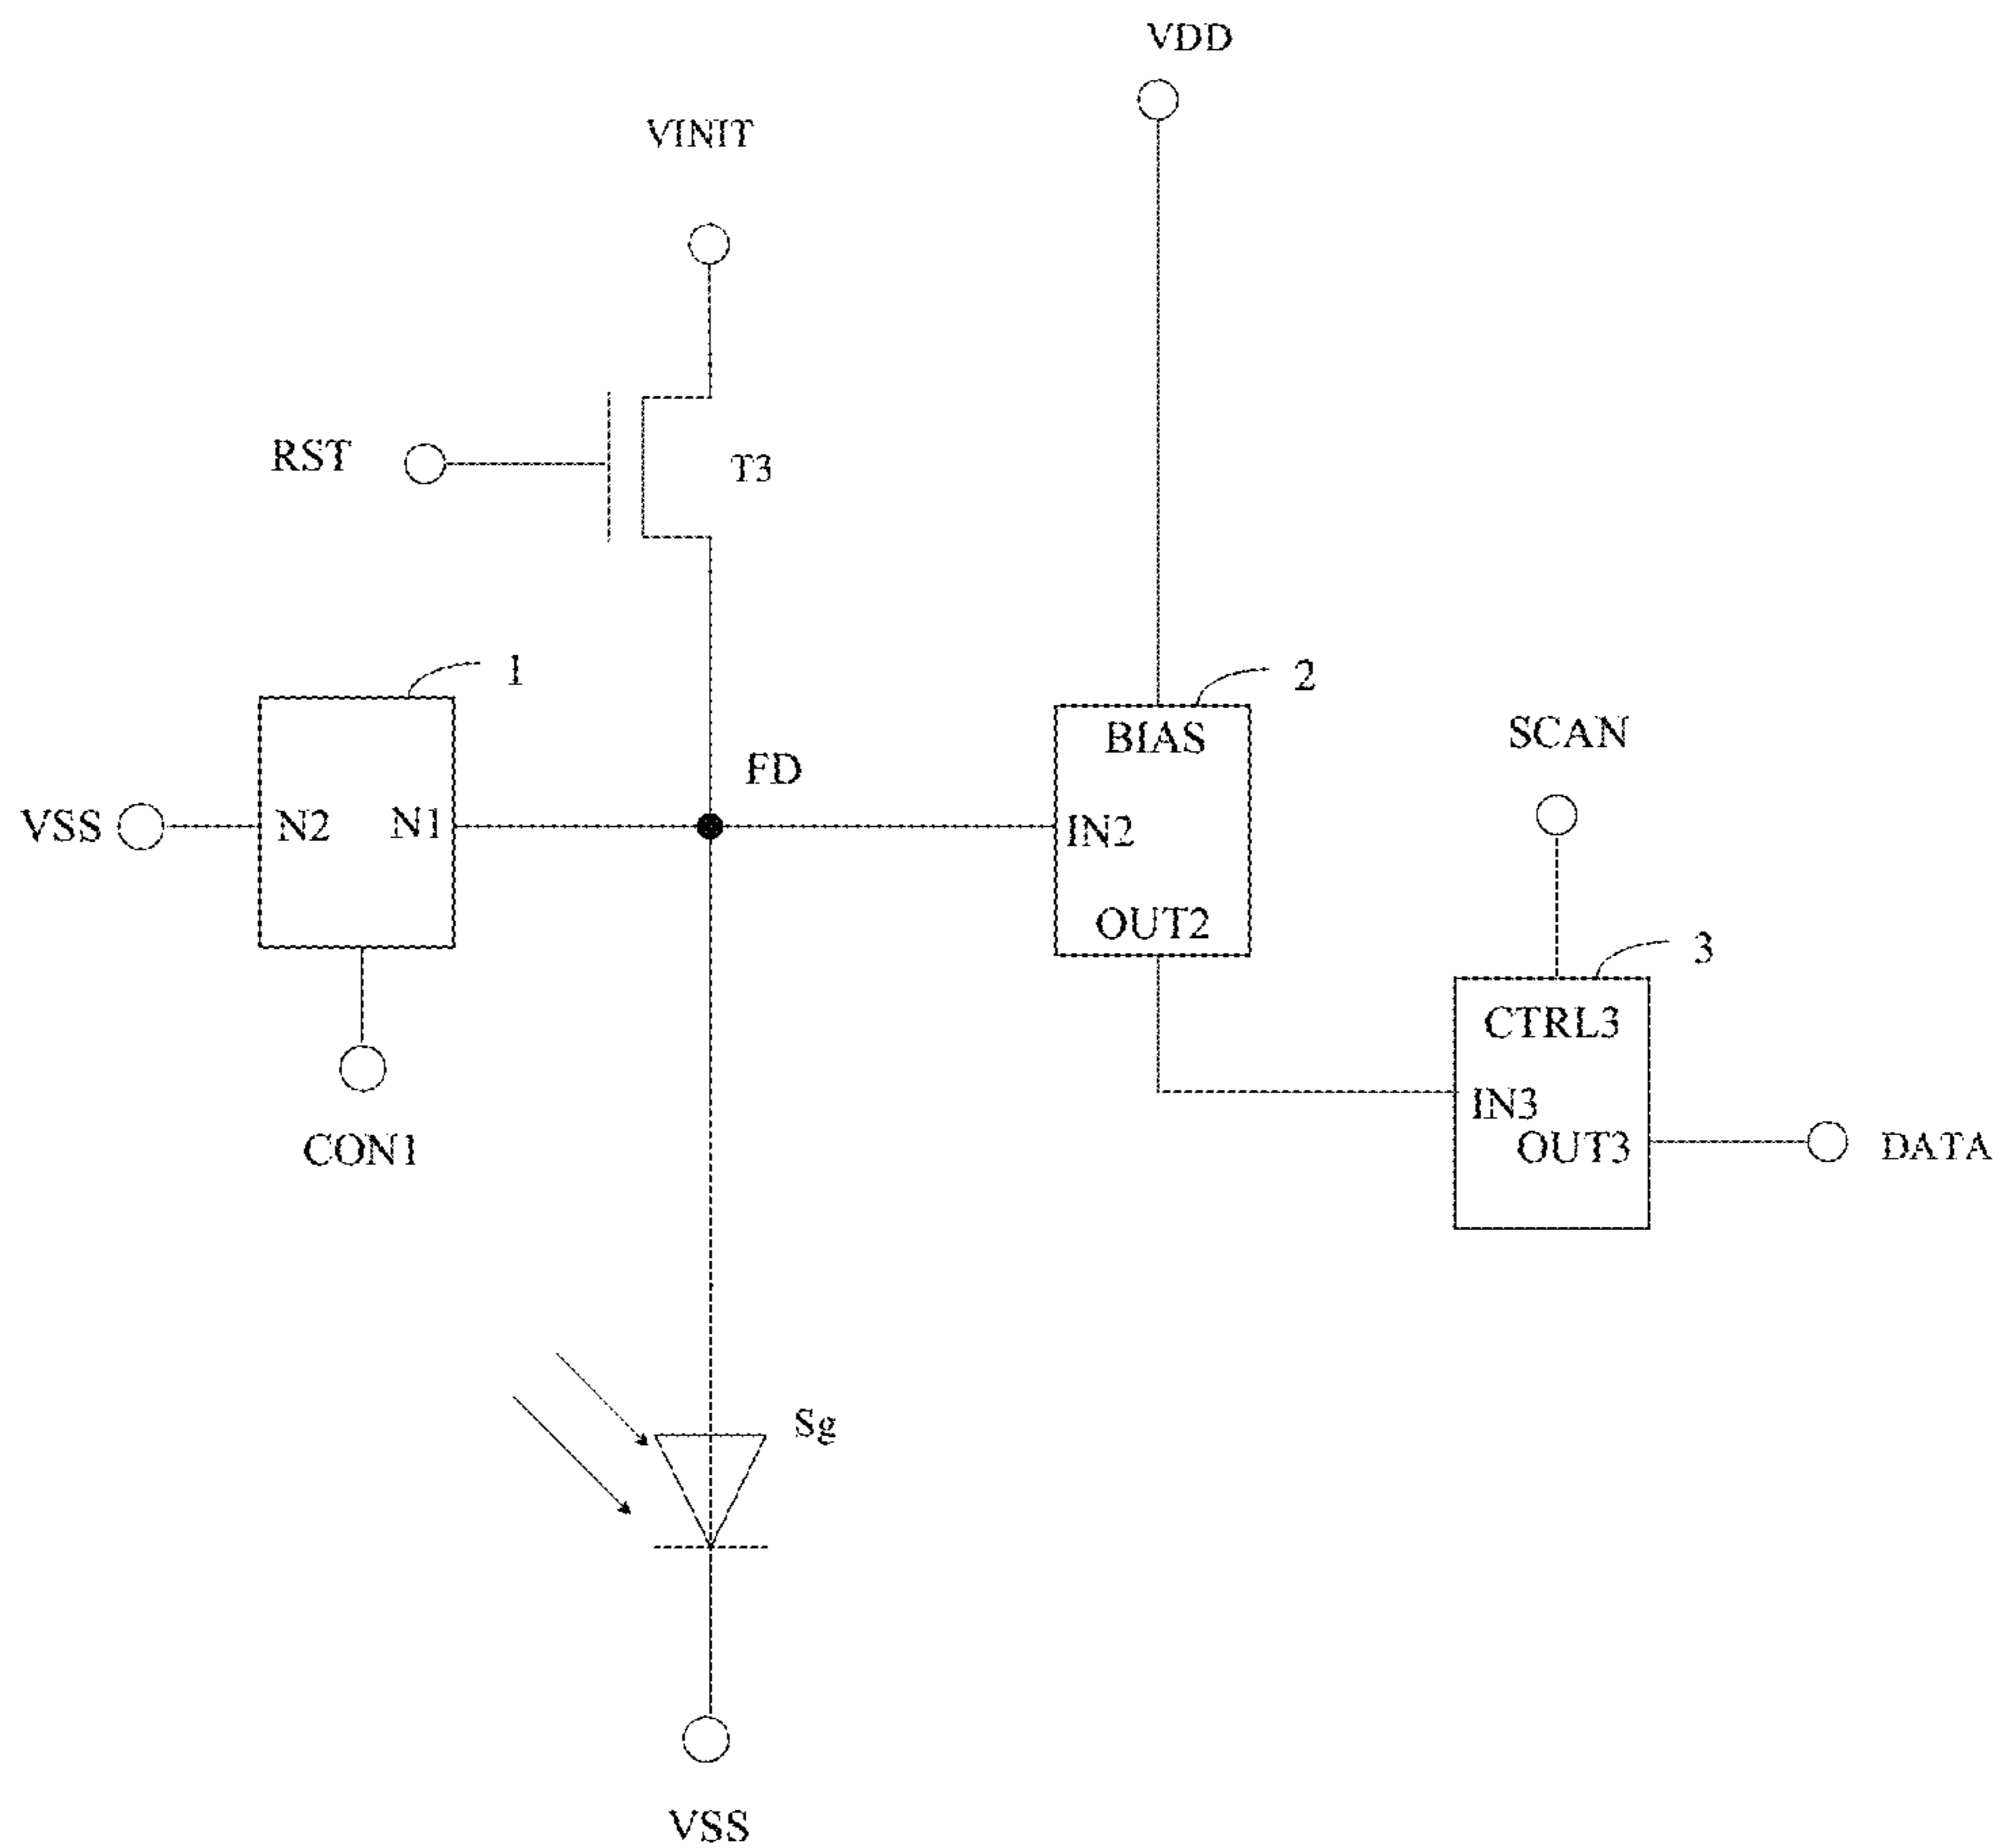 VDD
VINIT
RST
T3
1
2
FD
BIAS
SCAN
VSS
N2
N1
IN2
OUT2
3
CTRL3
IN3
CON1
OUT3
DATA
Sg
VSS